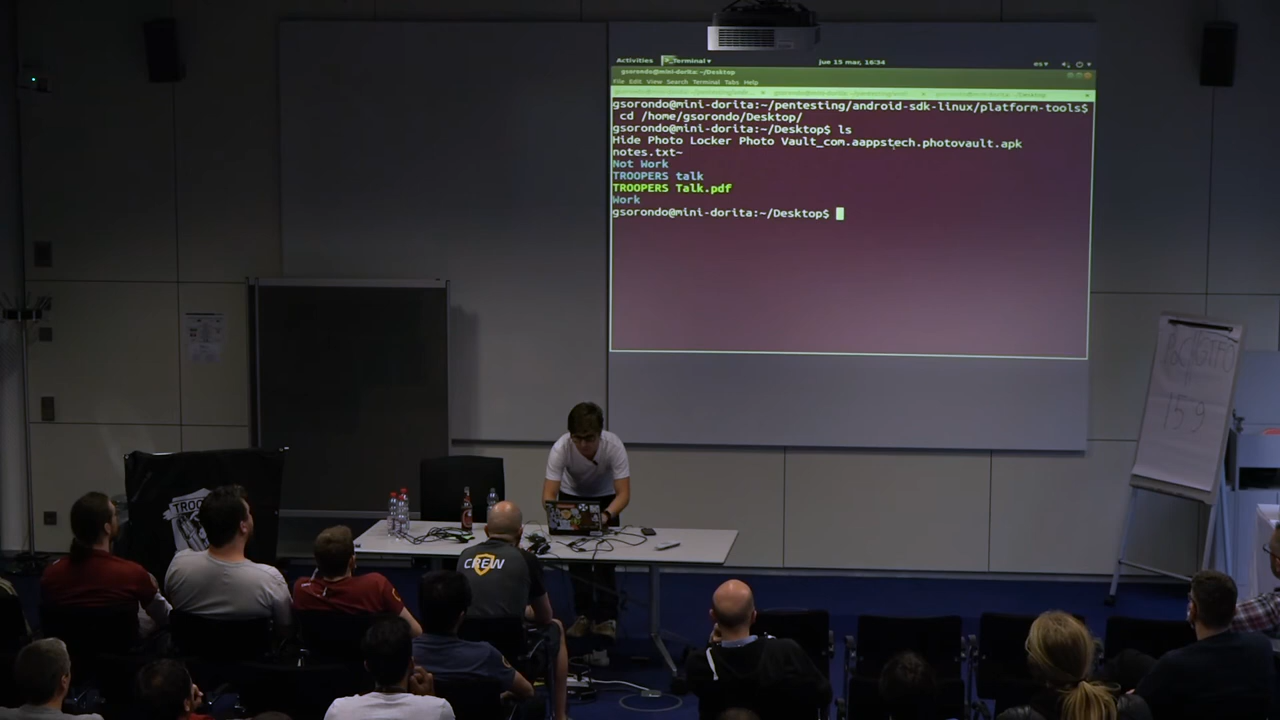 Activities Terminal ▾ jue 15 mar, 16:34 es ▾
gsorondo@mini-dorita: ~/Desktop
File Edit View Search Terminal Tabs Help
gsorondo@mini-dorita:~/pentesting/android-sdk-linux/platform-tools$
cd /home/gsorondo/Desktop/
gsorondo@mini-dorita:~/Desktop$ ls
Hide Photo Locker Photo Vault_com.aappstech.photovault.apk
notes.txt~
Not Work
TROOPERS talk
TROOPERS Talk.pdf
Work
gsorondo@mini-dorita:~/Desktop$
159
CREW